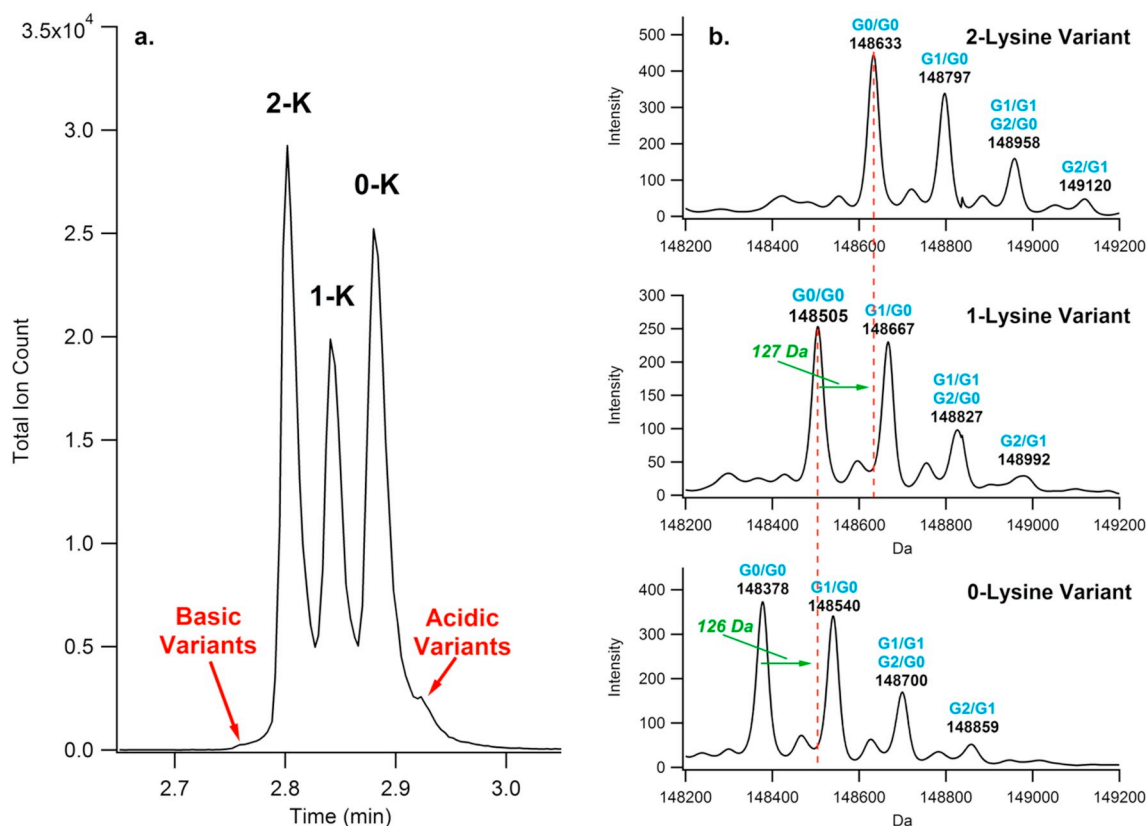 a.
3.5x10⁴
3.0
2.5
2.0
1.5
1.0
0.5
0.0
Total Ion Count
2-K
1-K
0-K
Basic
Variants
Acidic
Variants
2.7
2.8
2.9
3.0
Time (min)
b.
2-Lysine Variant
500
400
300
200
100
0
Intensity
G0/G0
148633
G1/G0
148797
G1/G1
G2/G0
148958
G2/G1
149120
148200
148400
148600
148800
149000
149200
1-Lysine Variant
300
250
200
150
100
50
0
Intensity
G0/G0
148505
G1/G0
148667
127 Da
G1/G1
G2/G0
148827
G2/G1
148992
148200
148400
148600
148800
149000
149200
Da
0-Lysine Variant
400
300
200
100
0
Intensity
G0/G0
148378
G1/G0
148540
126 Da
G1/G1
G2/G0
148700
G2/G1
148859
148200
148400
148600
148800
149000
149200
Da